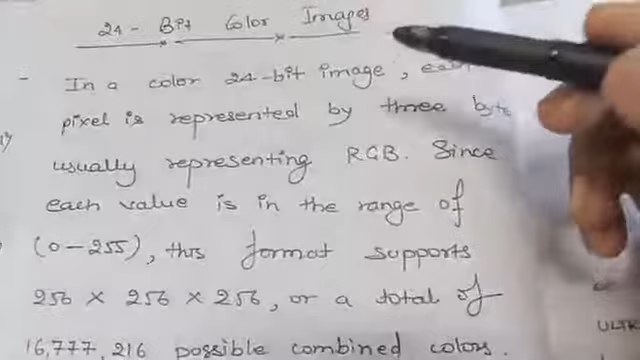 24 - Bit Color Images
- In a color 24-bit image,
pixel is represented by three byte
usually representing RGB. Since
each value is in the range of
(0-255), this format supports
256 × 256 × 256, or a total of
16,777,216 possible combined colors.
ULTR